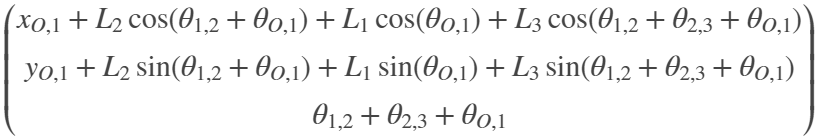 x_{O,1} + L_2 cos(θ_{1,2} + θ_{O,1}) + L_1 cos(θ_{O,1}) + L_3 cos(θ_{1,2} + θ_{2,3} + θ_{O,1})
y_{O,1} + L_2 sin(θ_{1,2} + θ_{O,1}) + L_1 sin(θ_{O,1}) + L_3 sin(θ_{1,2} + θ_{2,3} + θ_{O,1})
θ_{1,2} + θ_{2,3} + θ_{O,1}